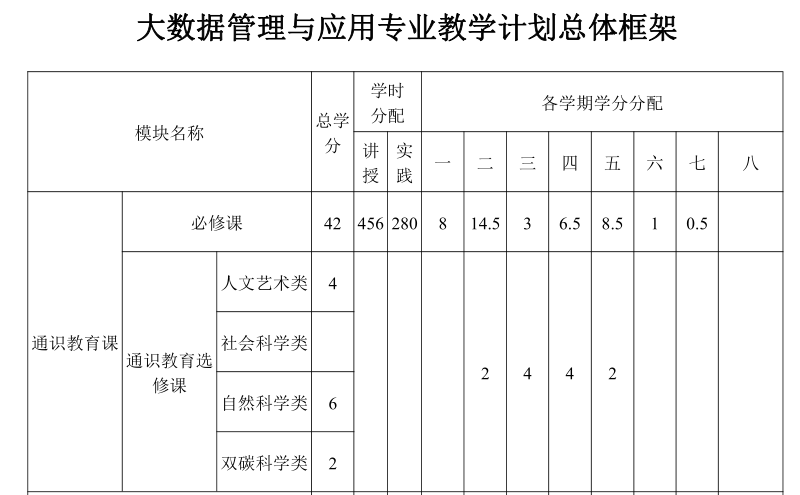 大数据管理与应用专业教学计划总体框架
模块名称 总学分 学时分配 各学期学分分配
讲授 实践 一 二 三 四 五 六 七 八
通识教育课 必修课 42 456 280 8 14.5 3 6.5 8.5 1 0.5
通识教育选修课 人文艺术类 4
社会科学类
2 4 4 2
自然科学类 6
双碳科学类 2